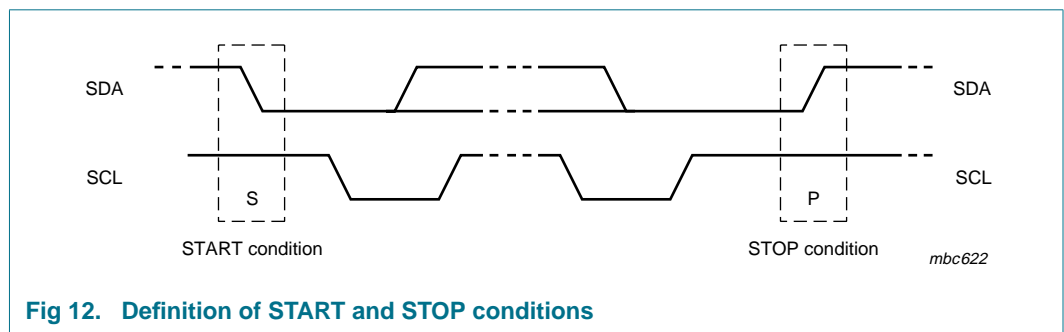 SDA SDA
SCL SCL
S P
START condition STOP condition
mbc622
Fig 12. Definition of START and STOP conditions